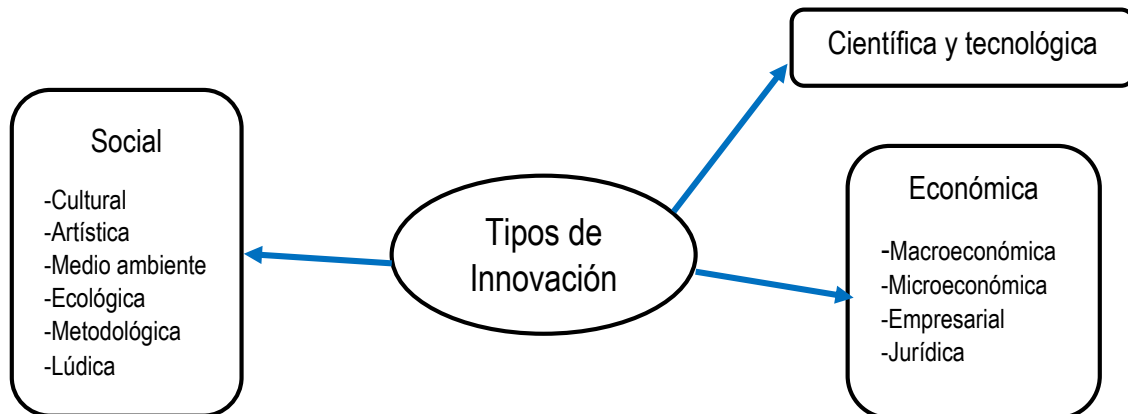 Científica y tecnológica
Social
-Cultural
-Artística
-Medio ambiente
-Ecológica
-Metodológica
-Lúdica
Tipos de
Innovación
Económica
-Macroeconómica
-Microeconómica
-Empresarial
-Jurídica